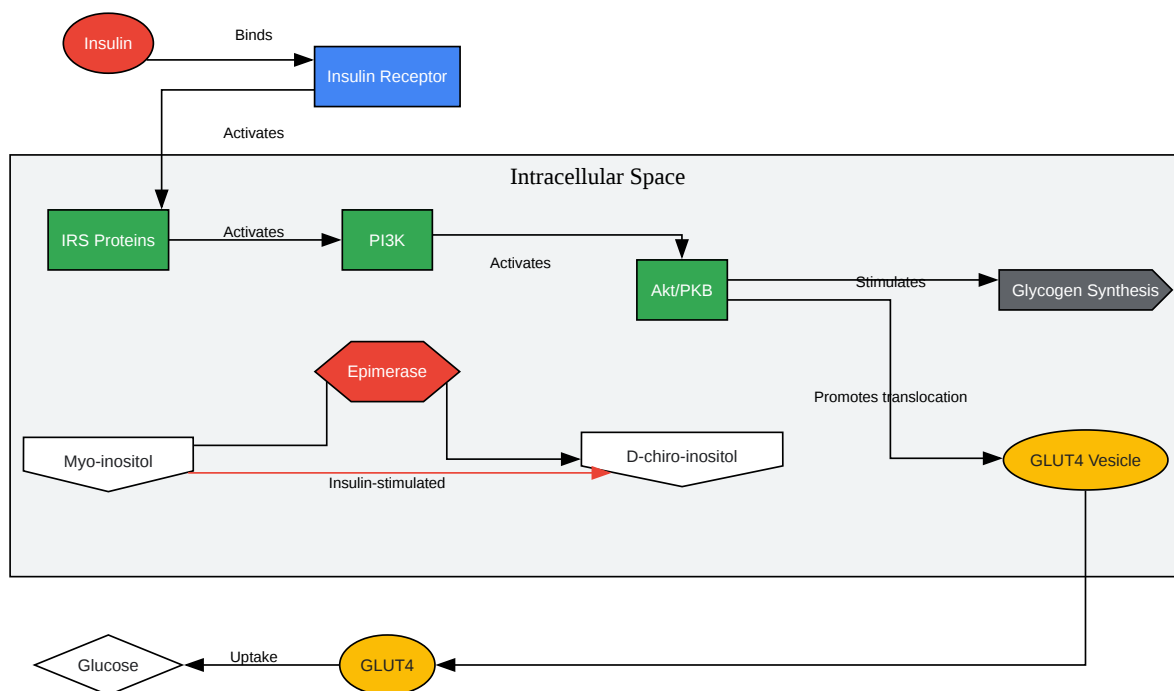 Insulin
Binds
Insulin Receptor
Activates
Intracellular Space
IRS Proteins
Activates
PI3K
Activates
Akt/PKB
Stimulates
Glycogen Synthesis
Epimerase
Promotes translocation
Myo-inositol
D-chiro-inositol
GLUT4 Vesicle
Insulin-stimulated
Glucose
Uptake
GLUT4